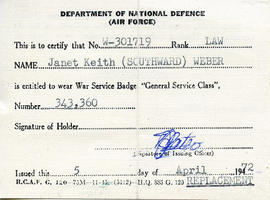 DEPARTMENT OF NATIONAL DEFENCE
(AIR FORCE)
This is to certify that No W-301719 Rank LAW
NAME Janet Keith (SOUTHWARD) WEBER
is entitled to wear War Service Badge "General Service Class",
Number 343,360
Signature of Holder
(Signature of Issuing Officer)
Issued this 5 day of April 1972
R.C.A.F. REPLACEMENT